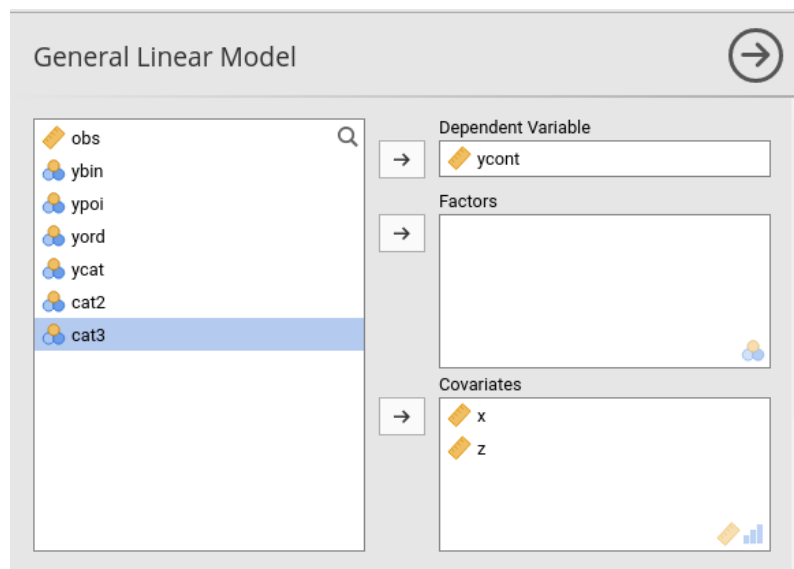 General Linear Model
obs
ybin
ypoi
yord
ycat
cat2
cat3
Dependent Variable
ycont
Factors
Covariates
x
z